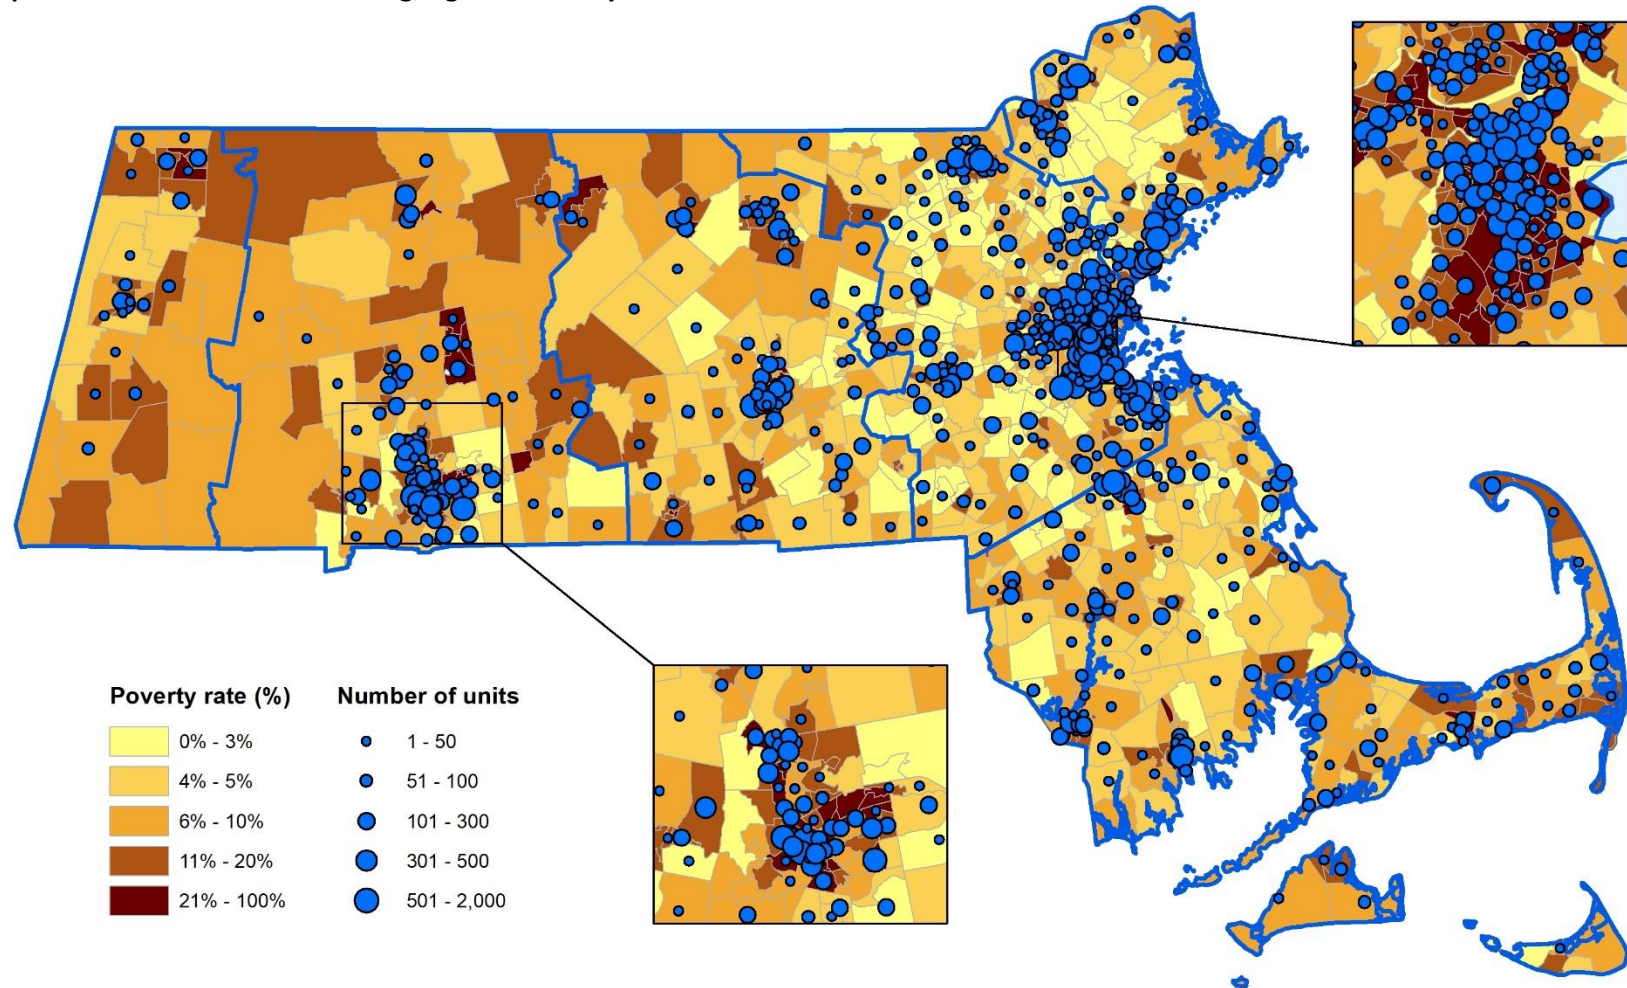 Poverty rate (%)
0% - 3%
4% - 5%
6% - 10%
11% - 20%
21% - 100%
Number of units
1 - 50
51 - 100
101 - 300
301 - 500
501 - 2,000